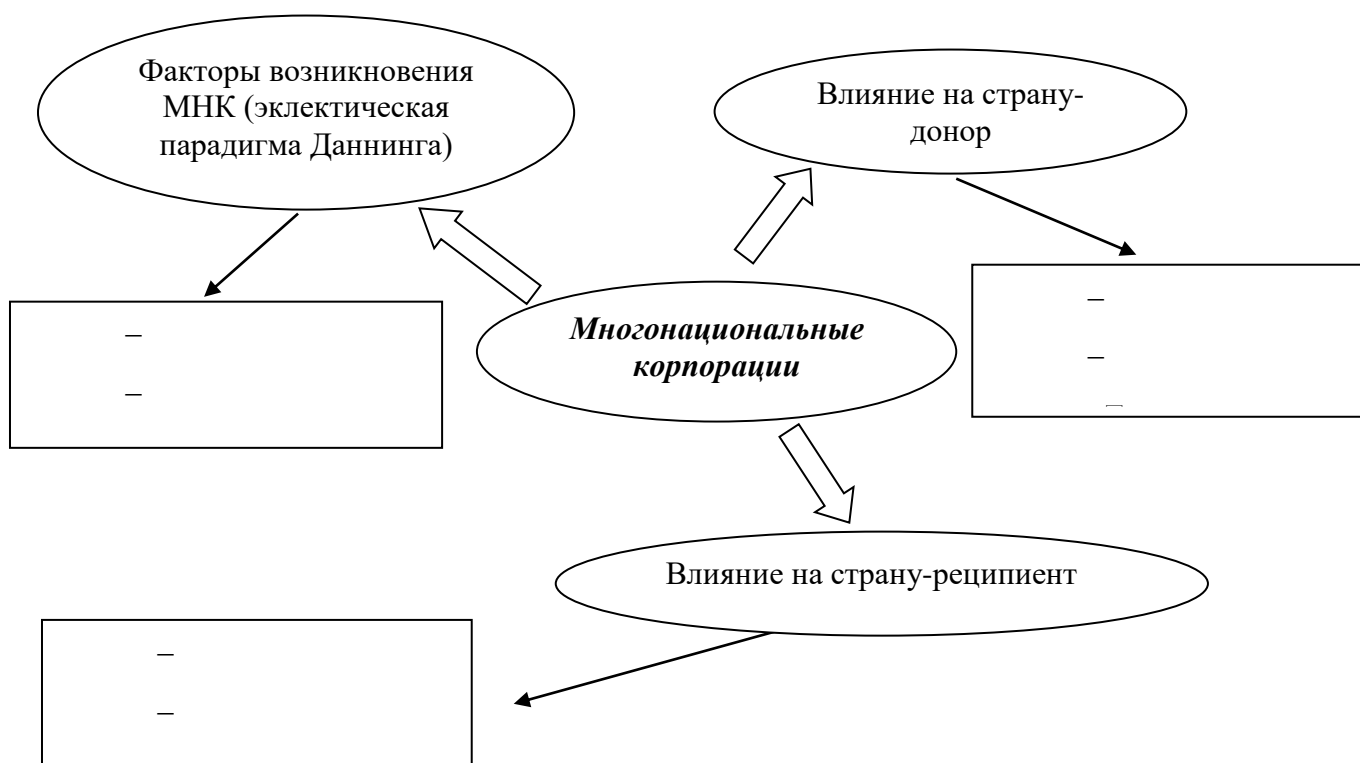 Факторы возникновения
МНК (эклектическая
парадигма Даннинга)
Влияние на страну-
донор
Многонациональные
корпорации
–
–
–
–
Влияние на страну-реципиент
–
–